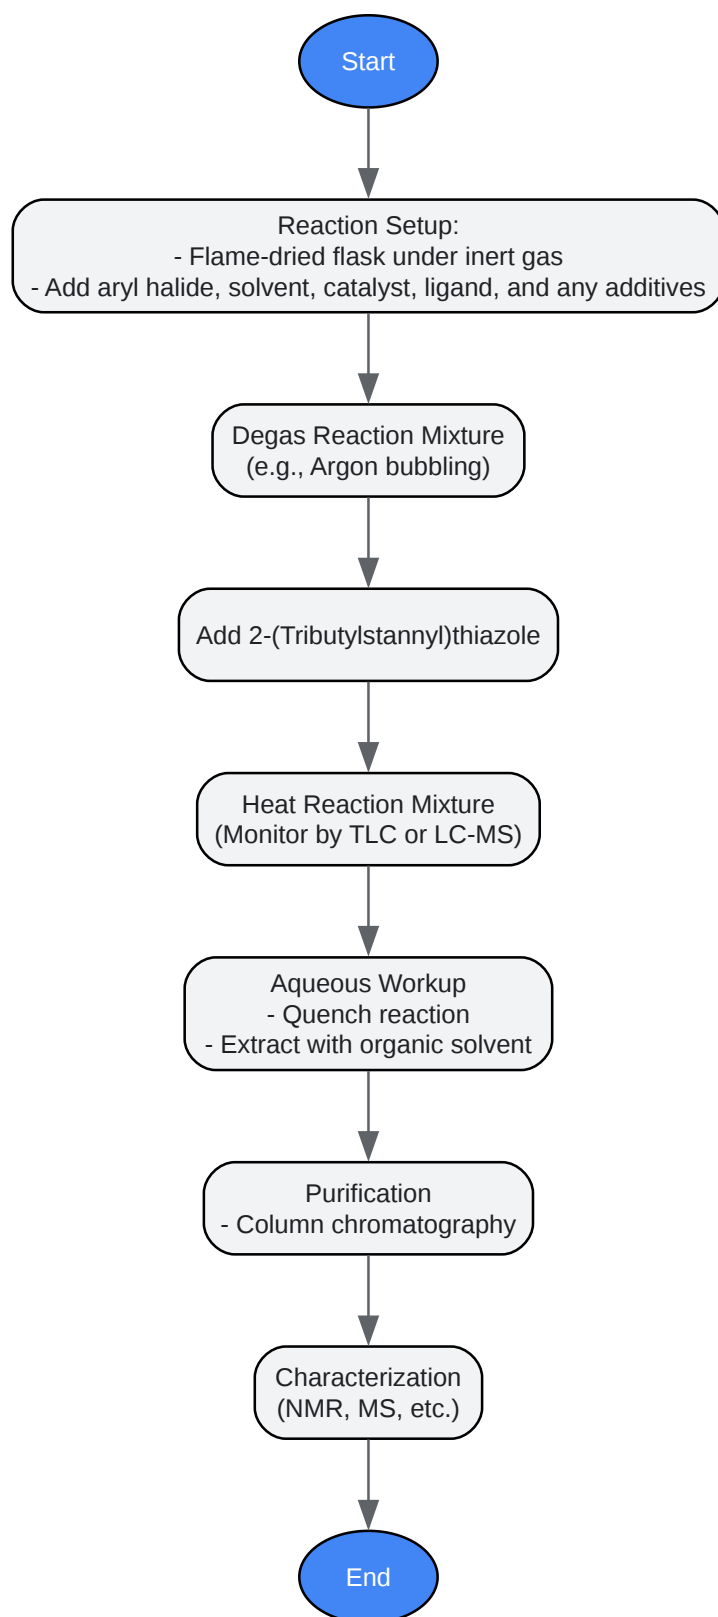 Start
Reaction Setup:
- Flame-dried flask under inert gas
- Add aryl halide, solvent, catalyst, ligand, and any additives
Degas Reaction Mixture
(e.g., Argon bubbling)
Add 2-(Tributylstannyl)thiazole
Heat Reaction Mixture
(Monitor by TLC or LC-MS)
Aqueous Workup
- Quench reaction
- Extract with organic solvent
Purification
- Column chromatography
Characterization
(NMR, MS, etc.)
End